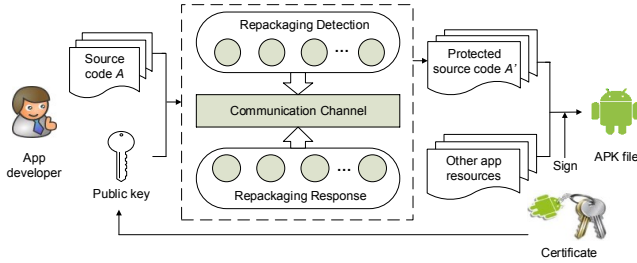 Repackaging Detection
...
Source
code A
Protected
source code A'
Communication Channel
App
developer
Public key
...
Repackaging Response
Other app
resources
Sign
APK file
Certificate